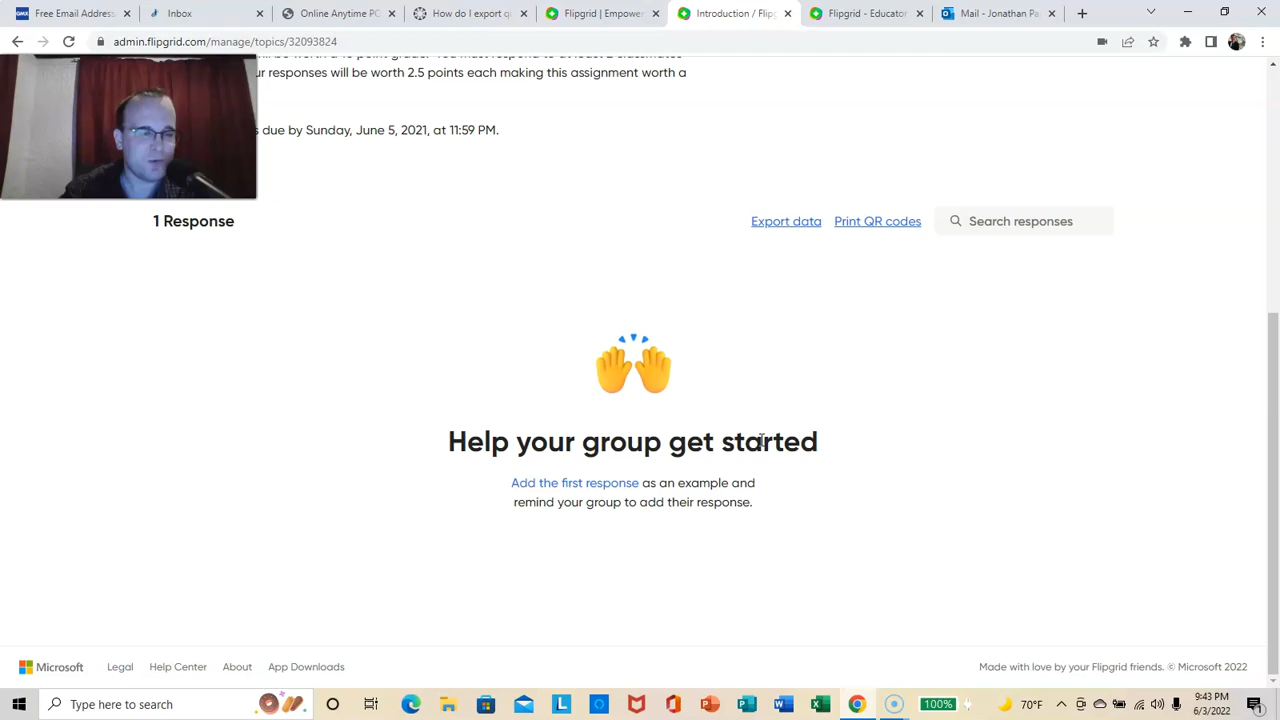 Free Email Address
Inbox
Online Anytime PC
How do I export q
Flipgrid | Empower
Introduction / Flip
Flipgrid - Educator
Mail - Jonathan Pa
admin.flipgrid.com/manage/topics/32093824
ur responses will be worth 2.5 points each making this assignment worth a
s due by Sunday, June 5, 2021, at 11:59 PM.
1 Response
Export data
Print QR codes
Search responses
Help your group get started
Add the first response as an example and
remind your group to add their response.
Microsoft
Legal
Help Center
About
App Downloads
Made with love by your Flipgrid friends. © Microsoft 2022
Type here to search
100%
70°F
9:43 PM
6/3/2022